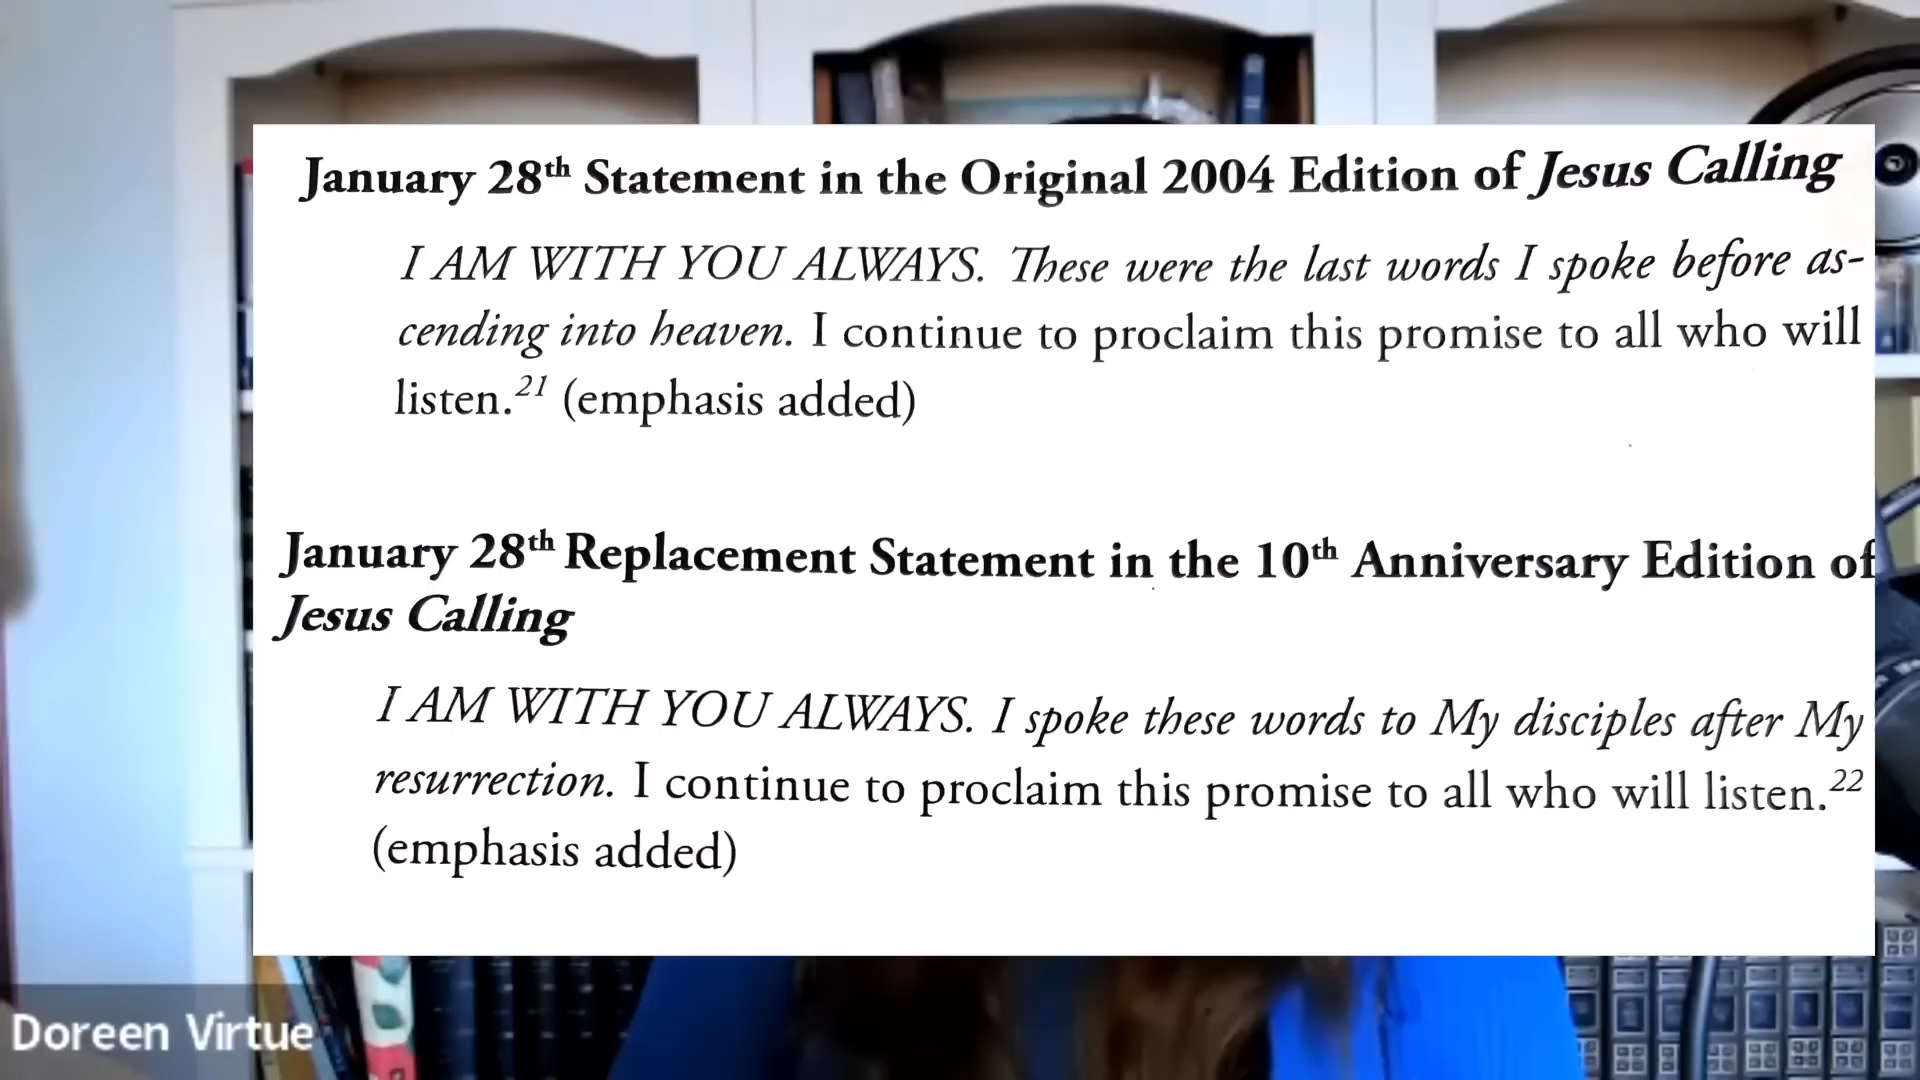 January 28th Statement in the Original 2004 Edition of Jesus Calling
I AM WITH YOU ALWAYS. These were the last words I spoke before as-
cending into heaven. I continue to proclaim this promise to all who will
listen.21 (emphasis added)
January 28th Replacement Statement in the 10th Anniversary Edition of
Jesus Calling
I AM WITH YOU ALWAYS. I spoke these words to My disciples after My
resurrection. I continue to proclaim this promise to all who will listen.22
(emphasis added)
Doreen Virtue